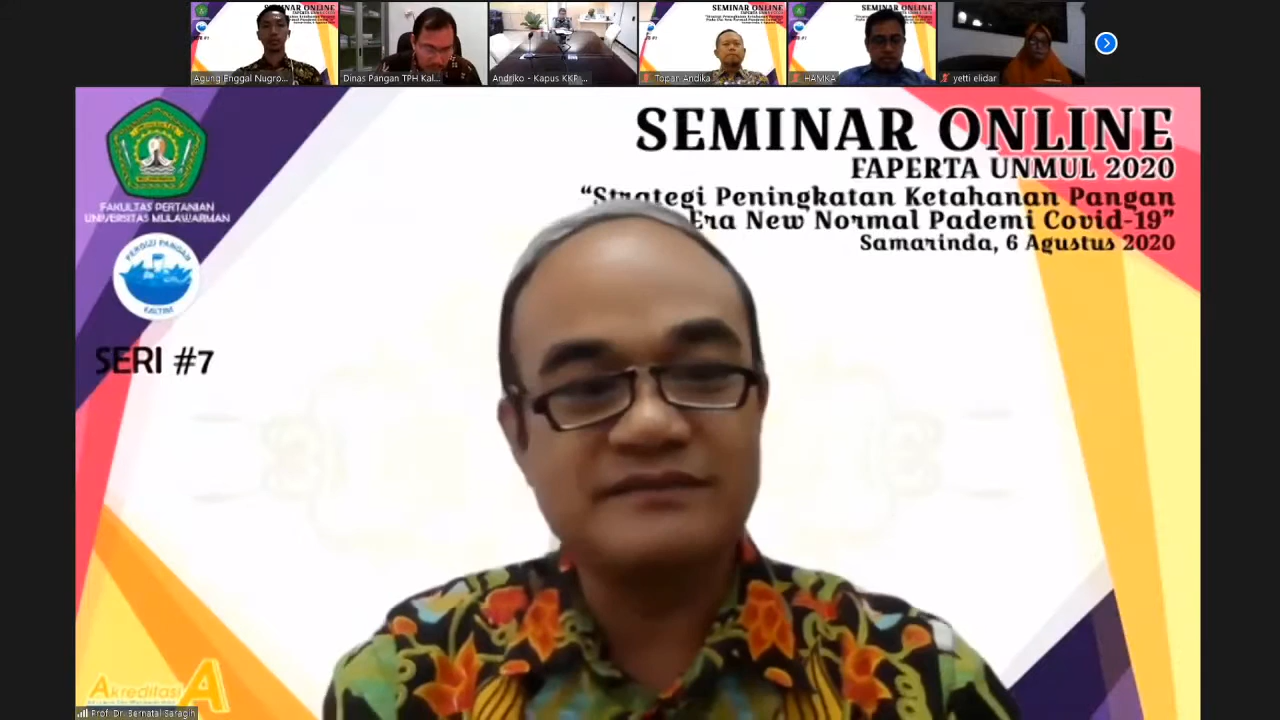 Agung Enggal Nugro...
Dinas Pangan TPH Kal...
Andriko - Kapus KKP ...
Topan Andika
HAMKA
yetti elidar
SEMINAR ONLINE
FAPERTA UNMUL 2020
“Strategi Peningkatan Ketahanan Pangan
Era New Normal Pademi Covid-19”
Samarinda, 6 Agustus 2020
FAKULTAS PERTANIAN
UNIVERSITAS MULAWARMAN
PERGIZI PANGAN
KALTIM
SERI #7
Akreditasi A
Prof. Dr. Bernatal Saragih